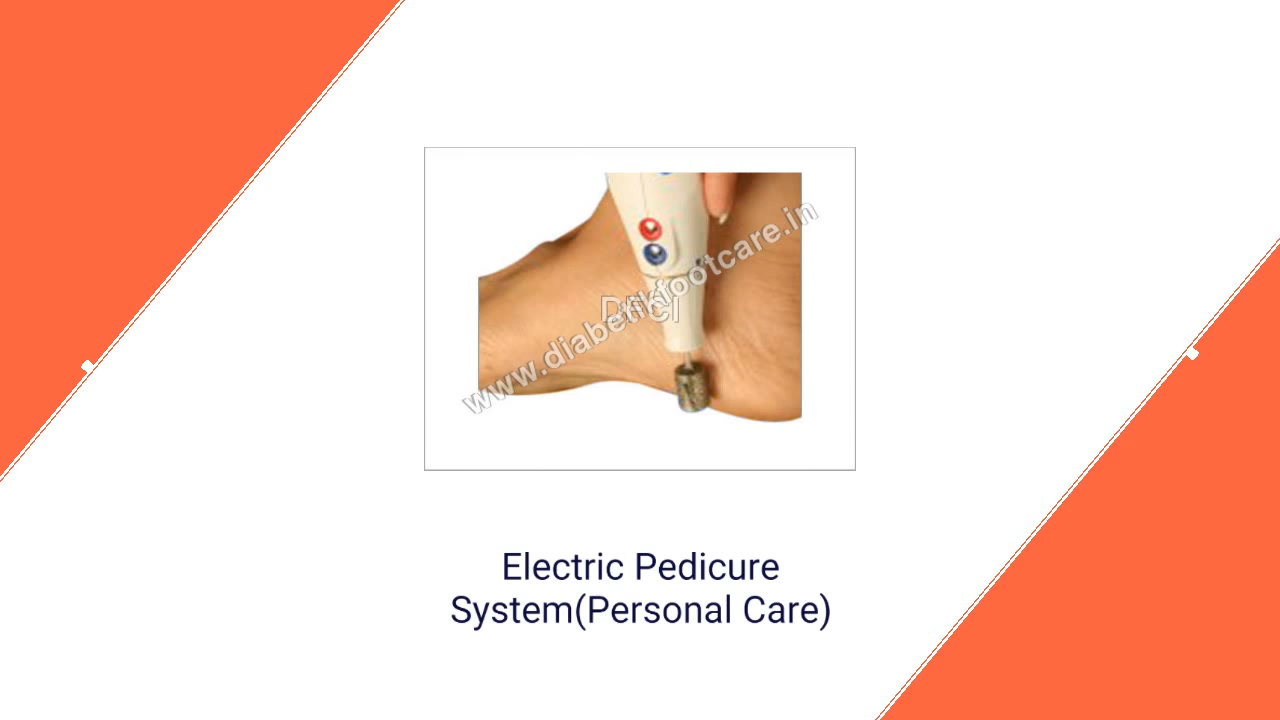 www.diabeticfootcare.in
Electric Pedicure
System(Personal Care)